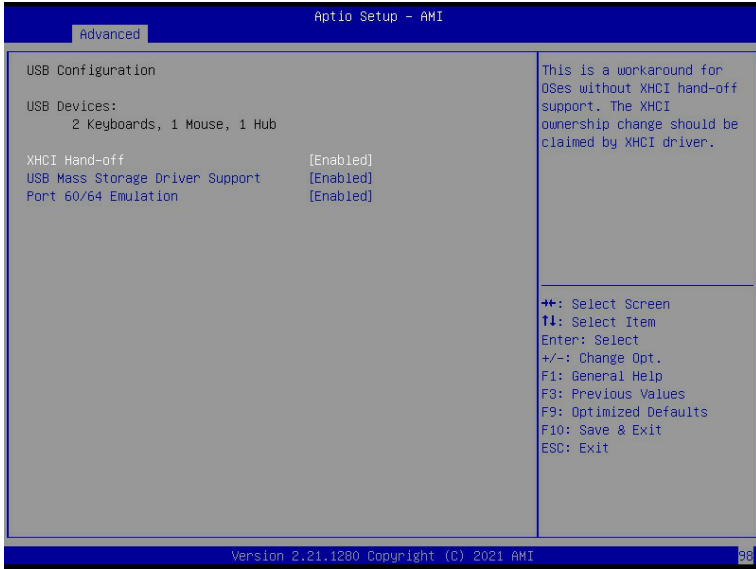 Aptio Setup – AMI
Advanced
USB Configuration
USB Devices:
2 Keyboards, 1 Mouse, 1 Hub
XHCI Hand-off [Enabled]
USB Mass Storage Driver Support [Enabled]
Port 60/64 Emulation [Enabled]
This is a workaround for
OSes without XHCI hand-off
support. The XHCI
ownership change should be
claimed by XHCI driver.
→←: Select Screen
↑↓: Select Item
Enter: Select
+/-: Change Opt.
F1: General Help
F3: Previous Values
F9: Optimized Defaults
F10: Save & Exit
ESC: Exit
Version 2.21.1280 Copyright (C) 2021 AMI
98